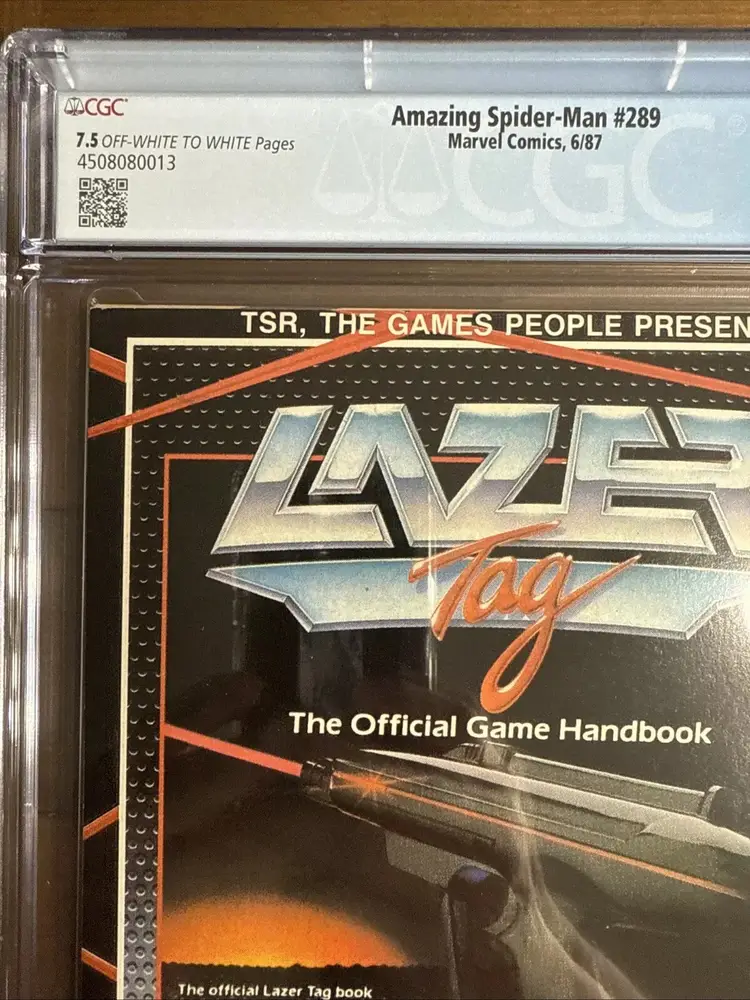 CGC
Amazing Spider-Man #289
7.5 OFF-WHITE TO WHITE Pages
Marvel Comics, 6/87
4508080013
CGC
TSR, THE GAMES PEOPLE PRESEN
LAZER
Tag
The Official Game Handbook
The official Lazer Tag book